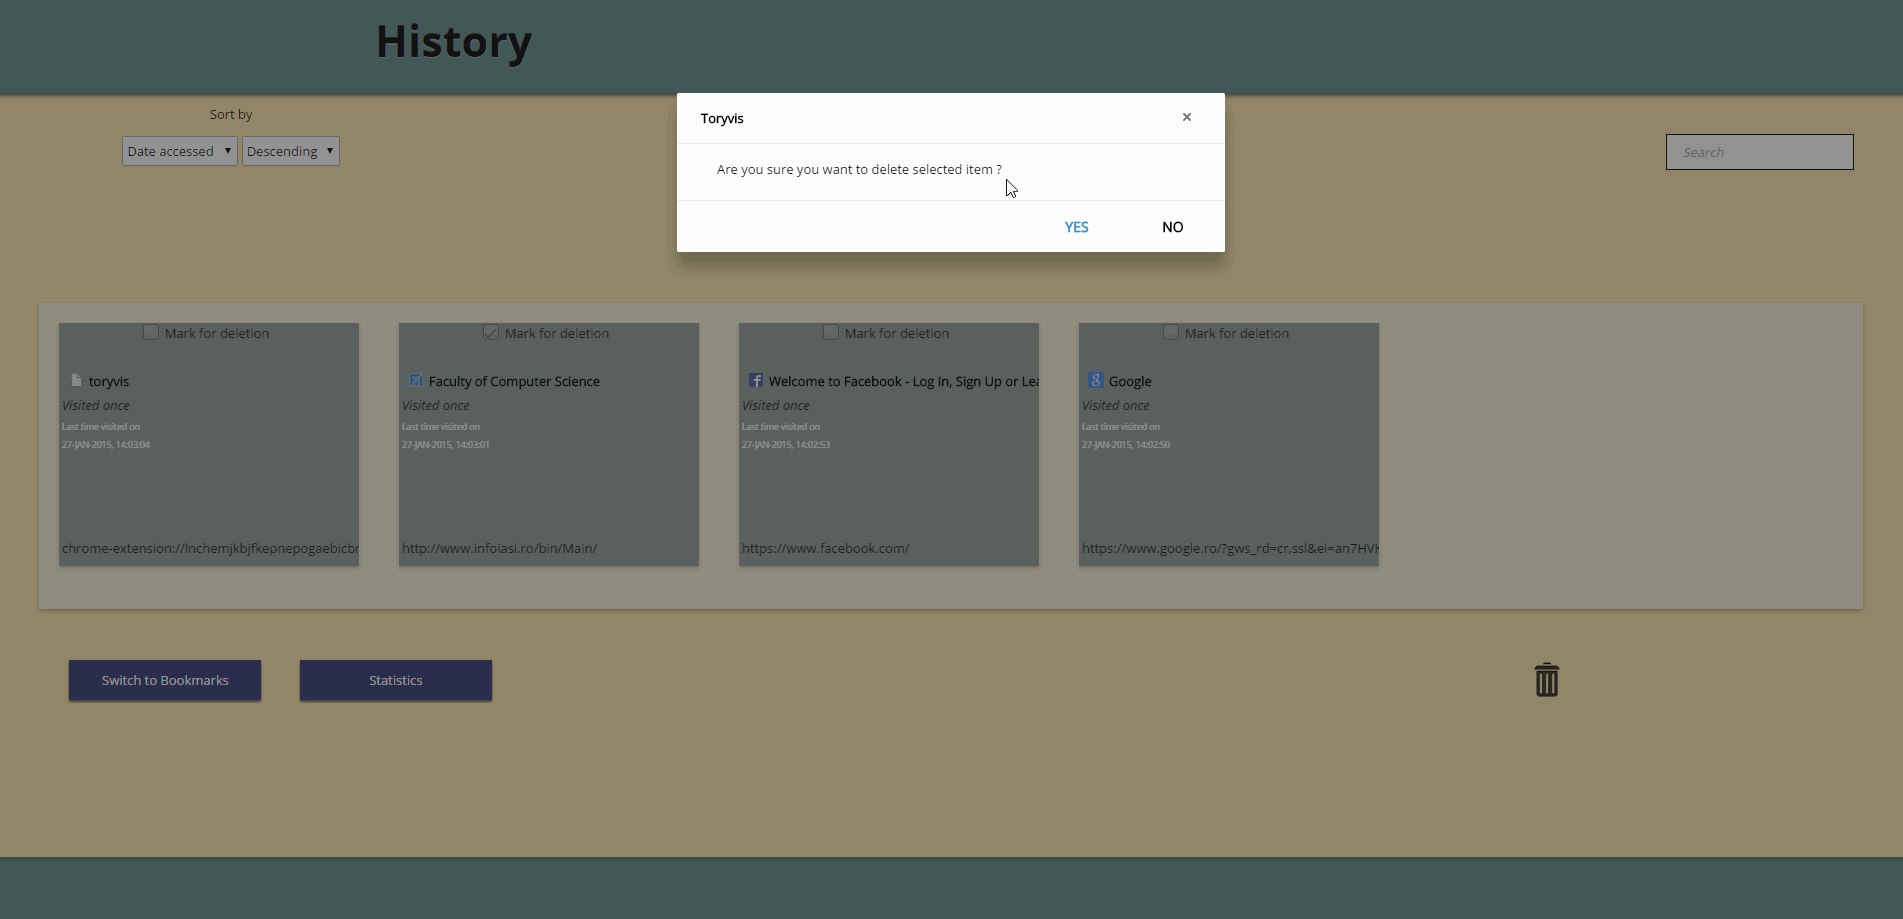 History
Sort by
Date accessed
Descending
Search
Toryvis
×
Are you sure you want to delete selected item ?
YES
NO
Mark for deletion
toryvis
Visited once
Last time visited on
27-JAN-2015, 14:03:04
chrome-extension://lnchemjkbjfkepnepogaebicbr
Mark for deletion
Faculty of Computer Science
Visited once
Last time visited on
27-JAN-2015, 14:03:01
http://www.infoiasi.ro/bin/Main/
Mark for deletion
Welcome to Facebook - Log In, Sign Up or Lea
Visited once
Last time visited on
27-JAN-2015, 14:02:53
https://www.facebook.com/
Mark for deletion
Google
Visited once
Last time visited on
27-JAN-2015, 14:02:50
https://www.google.ro/?gws_rd=cr,ssl&ei=an7HVK
Switch to Bookmarks
Statistics